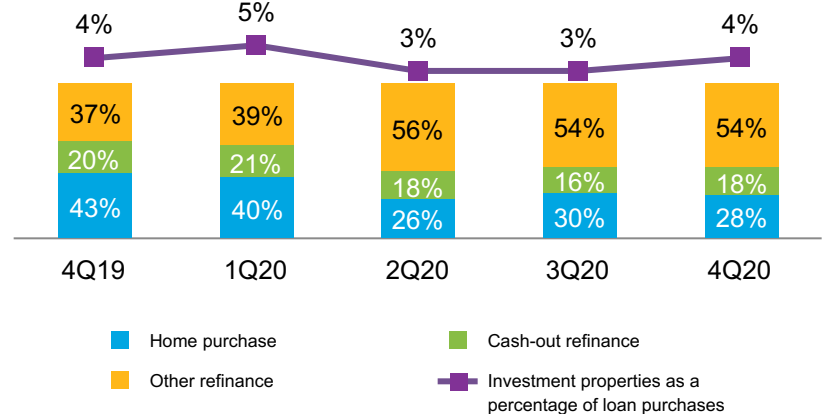 4% 5% 3% 3% 4%
37% 39% 56% 54% 54%
20% 21% 18% 16% 18%
43% 40% 26% 30% 28%
4Q19 1Q20 2Q20 3Q20 4Q20
Home purchase
Cash-out refinance
Other refinance
Investment properties as a
percentage of loan purchases